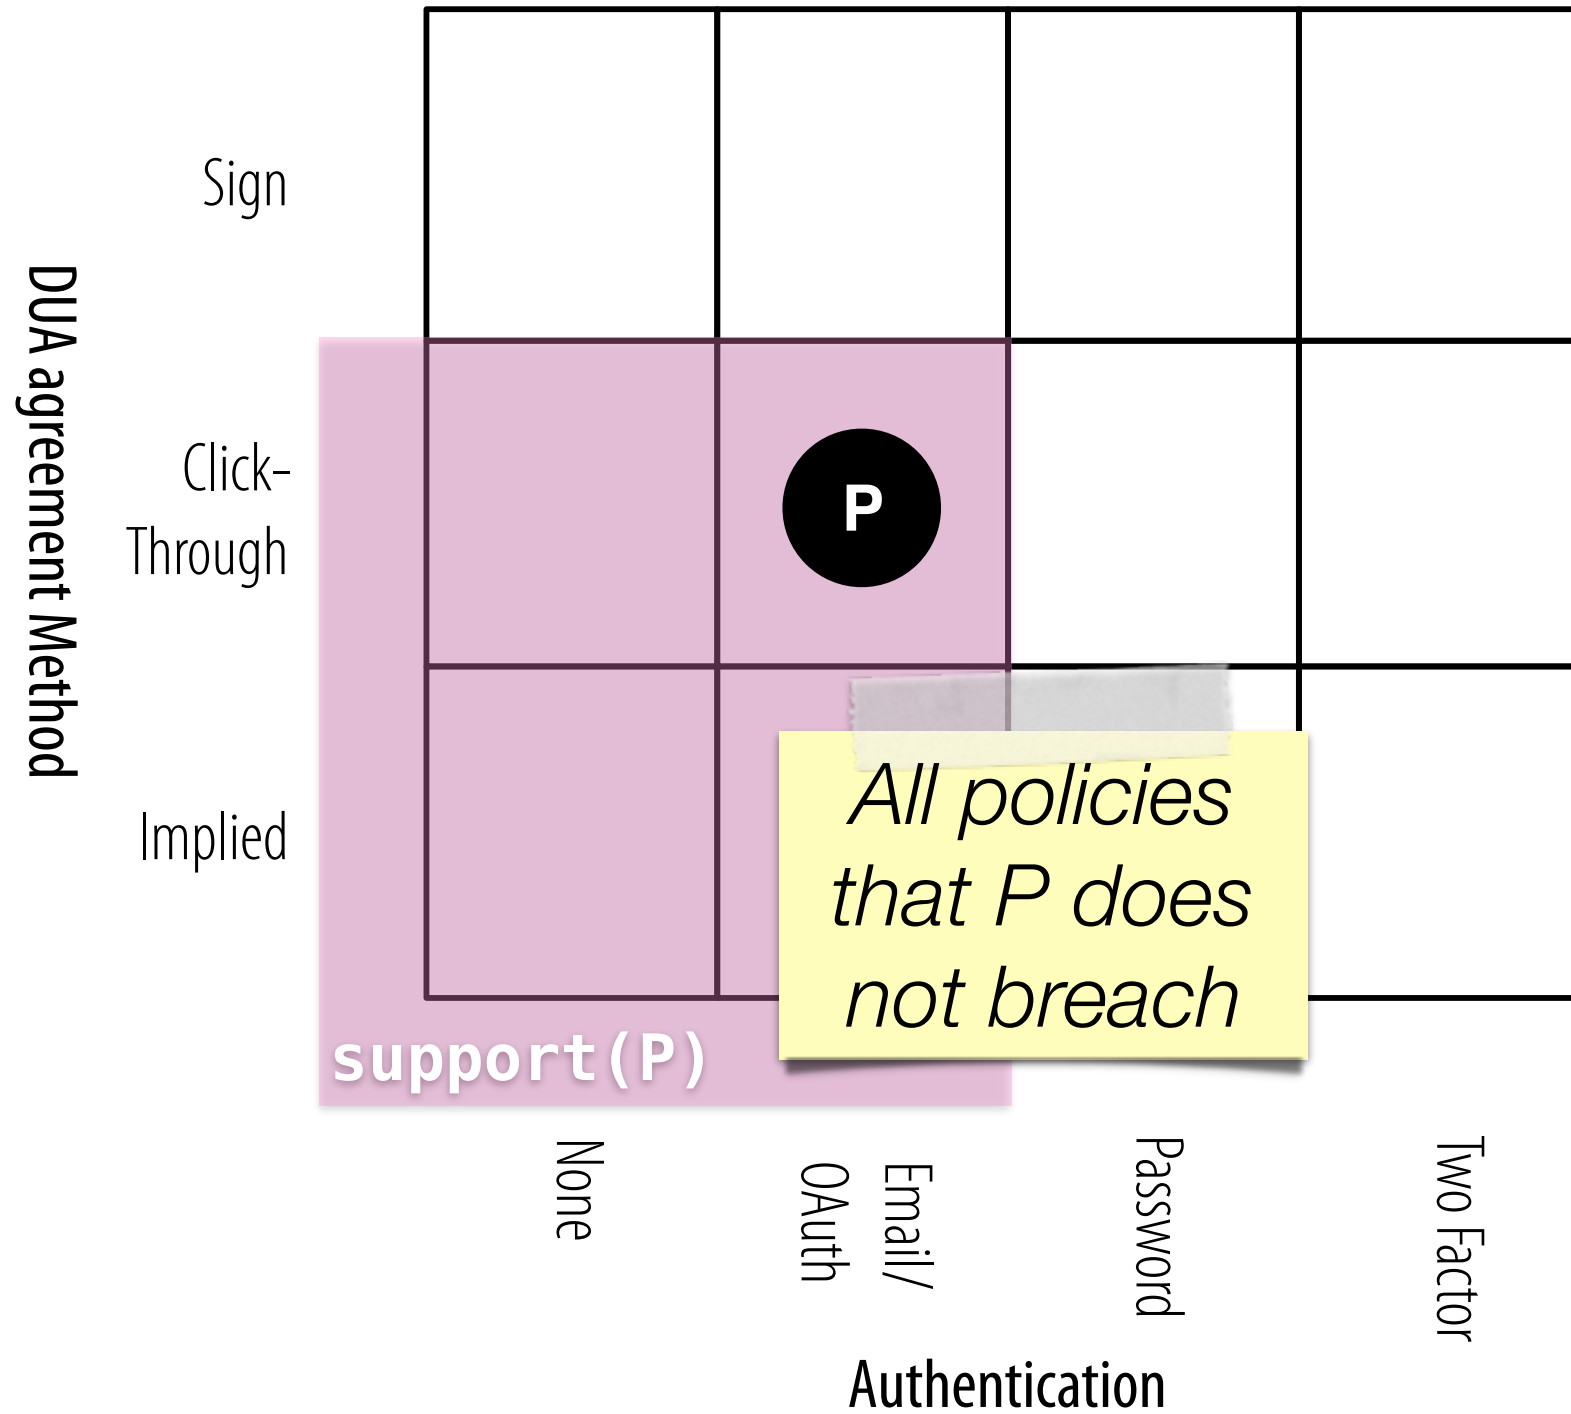 DUA agreement Method
Sign
Click-
Through
Implied
P
All policies
that P does
not breach
support(P)
None
Email/
OAuth
Password
Two Factor
Authentication